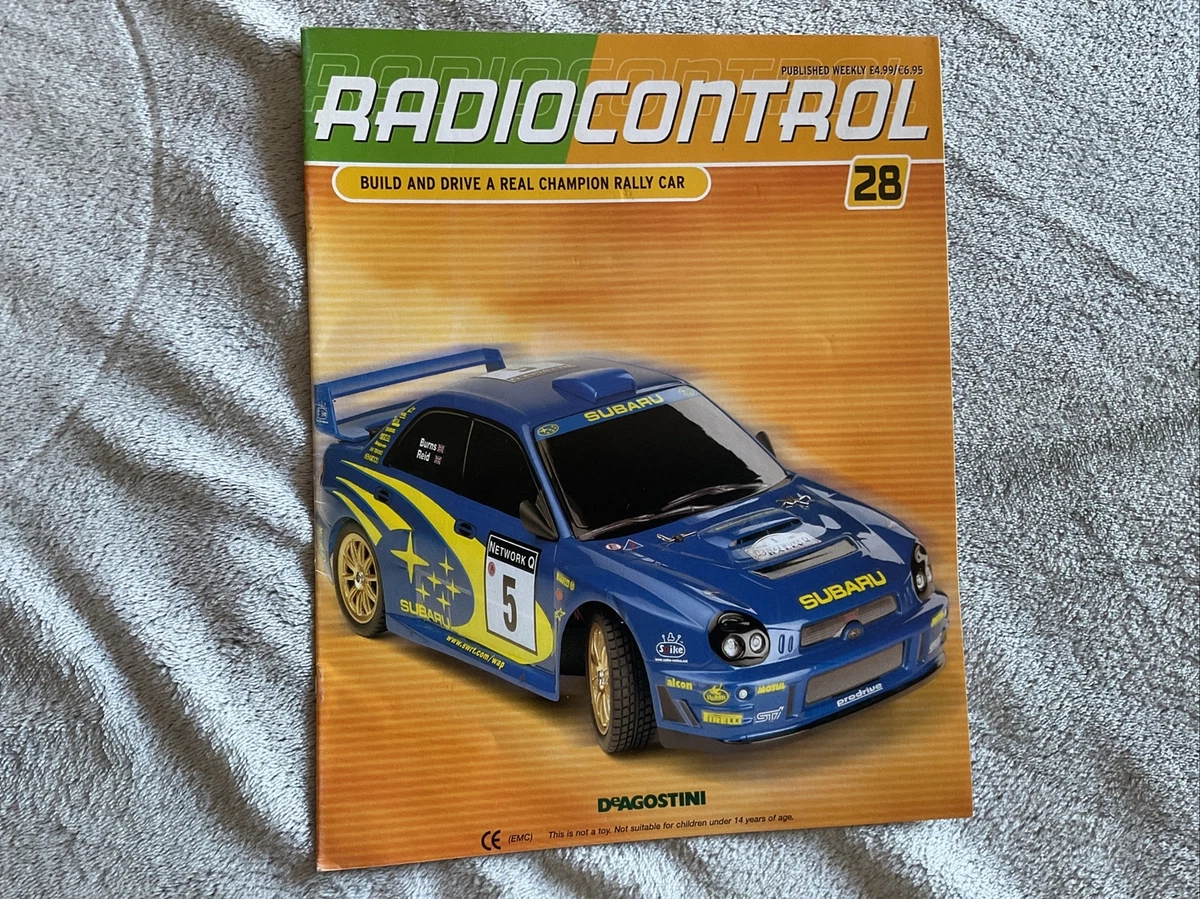 PUBLISHED WEEKLY £4.99/€6.95
RADIOCONTROL
BUILD AND DRIVE A REAL CHAMPION RALLY CAR
28
SUBARU
Burns
Reid
NETWORK Q
5
SUBARU
SUBARU
www.swrt.com/wap
Spike
alcon
MOTUL
PIRELLI
STi
prodrive
DeAGOSTINI
CE (EMC) This is not a toy. Not suitable for children under 14 years of age.